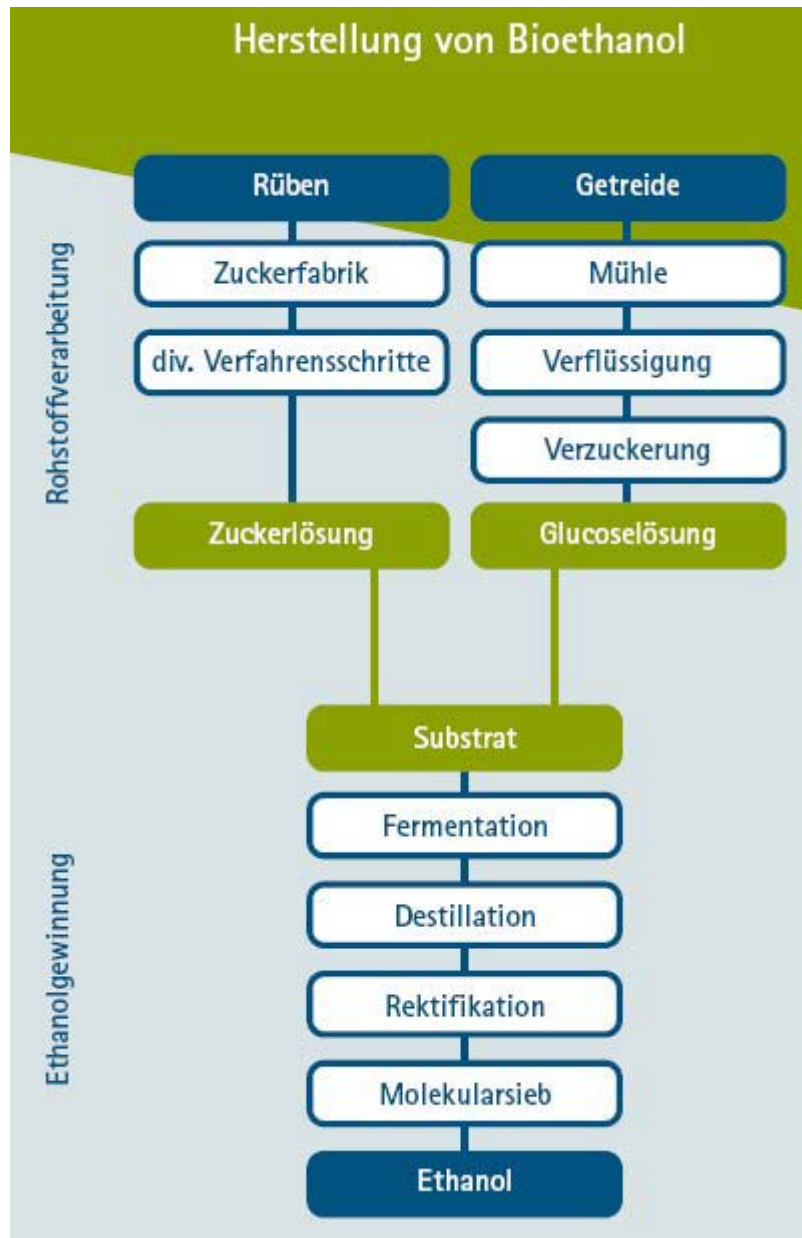 Herstellung von Bioethanol
Rohstoffverarbeitung
Rüben
Zuckerfabrik
div. Verfahrensschritte
Zuckerlösung
Getreide
Mühle
Verflüssigung
Verzuckerung
Glucoselösung
Ethanolgewinnung
Substrat
Fermentation
Destillation
Rektifikation
Molekularsieb
Ethanol